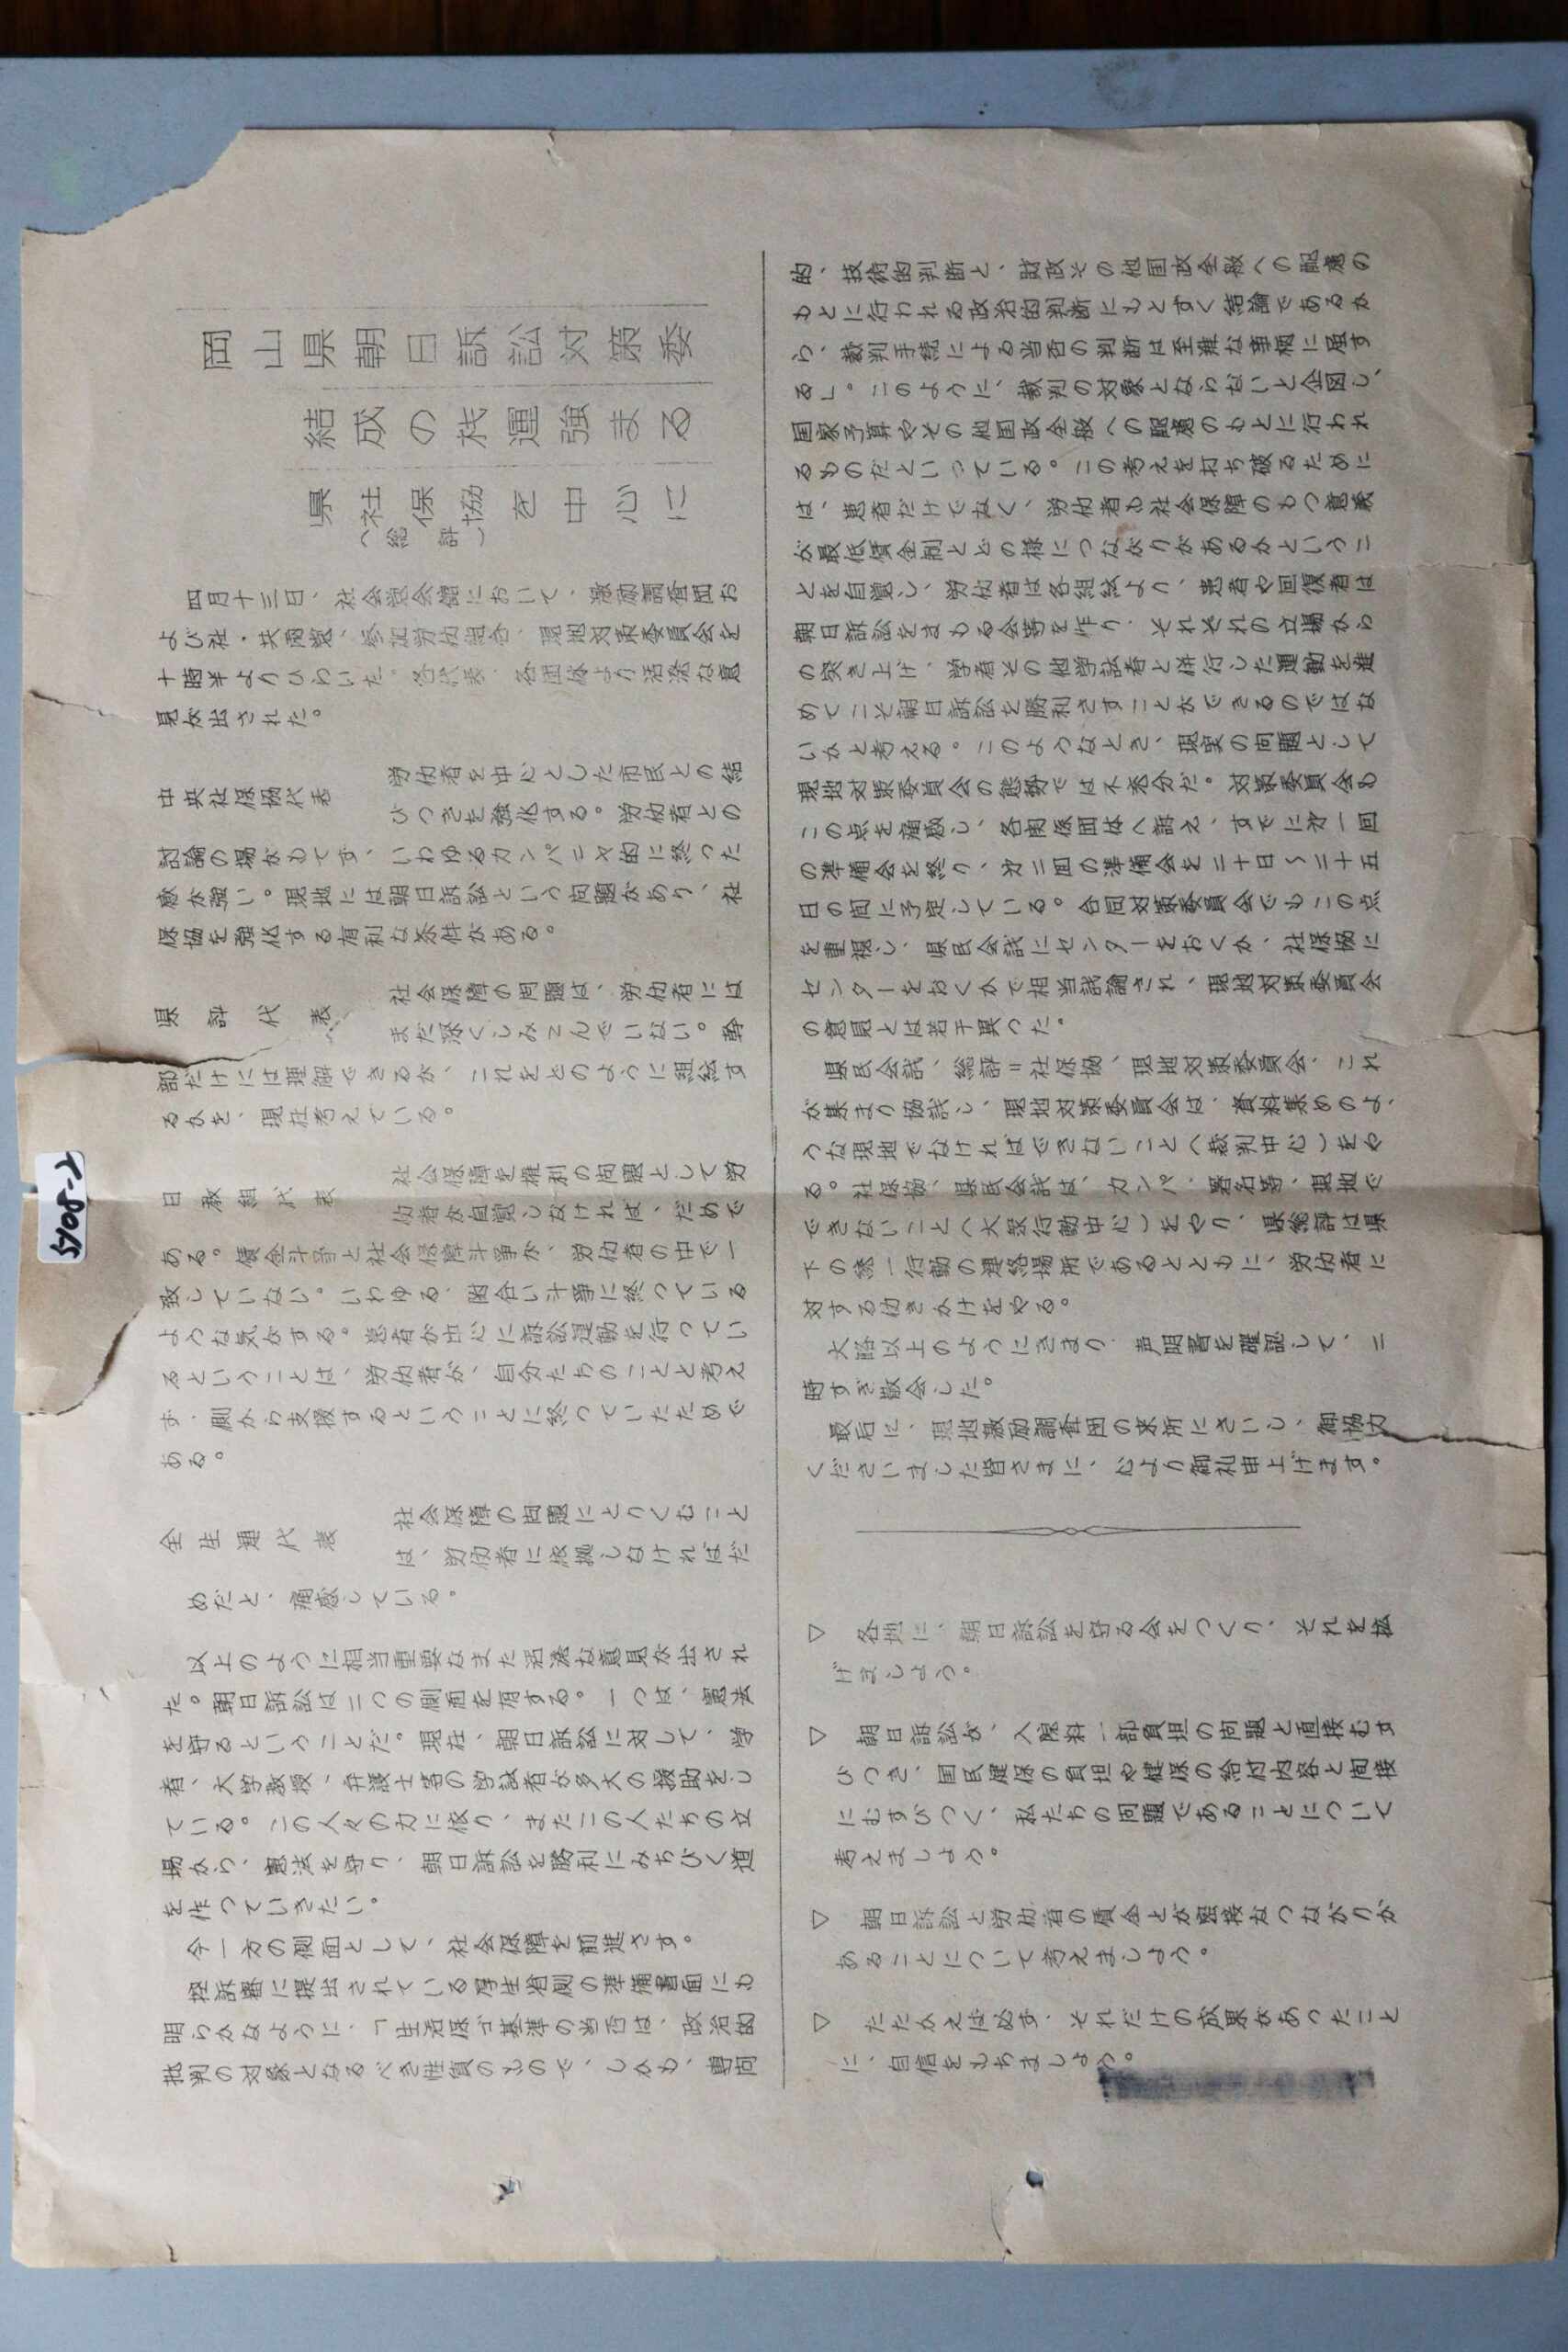 岡山県朝日訴訟対策委
結成の栈運強まる
県社保協を中心に
（総評）
四月十三日、社会党会館において、激励調査団お
よび社・共両党、参加労仂組合、現地対策委員会を
十時半よりひらいた。各代表、各団体より活溌な意
見が出された。
中央社保協代表
労仂者を中心とした市民との結
びつきを強化する。労仂者との
討論の場がもてず、いわゆるカンパニヤ的に終った
感が強い。現地には朝日訴訟という問題があり、社
保協を強化する有利な条件がある。
県評代表
社会保障の問題は、労仂者には
まだ深くしみこんでいない。幹
部だけには理解できるが、これをどのように組織す
るかを、現在考えている。
日教組代表
社会保障を権利の問題として労
仂者が自覚しなければ、だめで
ある。賃金斗争と社会保障斗争が、労仂者の中で一
致していない。いわゆる、困合い斗争に終っている
ような気がする。患者が中心に訴訟運動を行ってい
るということは、労仂者が、自分たちのことと考え
ず、側から支援するということに終っていたためで
ある。
全生連代表
社会保障の問題にとりくむこと
は、労仂者に依拠しなければだ
めだと、痛感している。
以上のように相当重要なまた活溌な意見が出され
た。朝日訴訟は二つの側面を有する。一つは、憲法
を守るということだ。現在、朝日訴訟に対して、学
者、大学教授、弁護士等の学識者が多大の援助をし
ている。この人々の力に依り、またこの人たちの立
場から、憲法を守り、朝日訴訟を勝利にみちびく道
を作っていきたい。
今一方の側面として、社会保障を前進さす。
控訴審に提出されている厚生省側の準備書面にも
明らかなように、「生活保ゴ基準の当否は、政治的
批判の対象となるべき性質のもので、しかも、専門
的、技術的判断と、財政その他国政全般への配慮の
もとに行われる政治的判断にもとずく結論であるか
ら、裁判手続による当否の判断は至難な事柄に属す
る」。このように、裁判の対象とならないと企図し、
国家予算やその他国政全般への配慮のもとに行われ
るものだといっている。この考えを打ち破るために
は、患者だけでなく、労仂者も社会保障のもつ意義
が最低賃金制とどの様につながりがあるかというこ
とを自覚し、労仂者は各組織より、患者や回復者は
朝日訴訟をまもる会等を作り、それぞれの立場から
の突き上げ、学者その他学識者と併行した運動を進
めてこそ朝日訴訟を勝利さすことができるのではな
いかと考える。このようなとき、現実の問題として
現地対策委員会の態勢では不充分だ。対策委員会も
この点を痛感し、各関係団体へ訴え、すでに第一回
の準備会を終り、第二回の準備会を二十日～二十五
日の間に予定している。合同対策委員会でもこの点
を重視し、県民会議にセンターをおくか、社保協に
センターをおくかで相当討論され、現地対策委員会
の意見とは若干異った。
県民会議、総評＝社保協、現地対策委員会、これ
が集まり協議し、現地対策委員会は、資料集めのよ、
うな現地でなければできないこと（裁判中心）をや
る。社保協、県民会議は、カンパ、署名等、現地で
できないこと（大衆行動中心）をやり、県総評は県
下の統一行動の連絡場所であるとともに、労仂者に
対する仂きかけをやる。
大略以上のようにきまり、声明書を確認して、二
時すぎ散会した。
最后に、現地激励調査団の来所にさいし、御協力
くださいました皆さまに、心より御礼申上げます。
▽　各地に、朝日訴訟を守る会をつくり、それを拡
げましょう。
▽　朝日訴訟が、入院料一部負担の問題と直接むす
びつき、国民健保の負担や健保の給付内容と間接
にむすびつく、私たちの問題であることについて
考えましょう。
▽　朝日訴訟と労仂者の賃金とが密接なつながりが
あることについて考えましょう。
▽　たたかえば必ず、それだけの効果があったこと
に、自信をもちましょう。